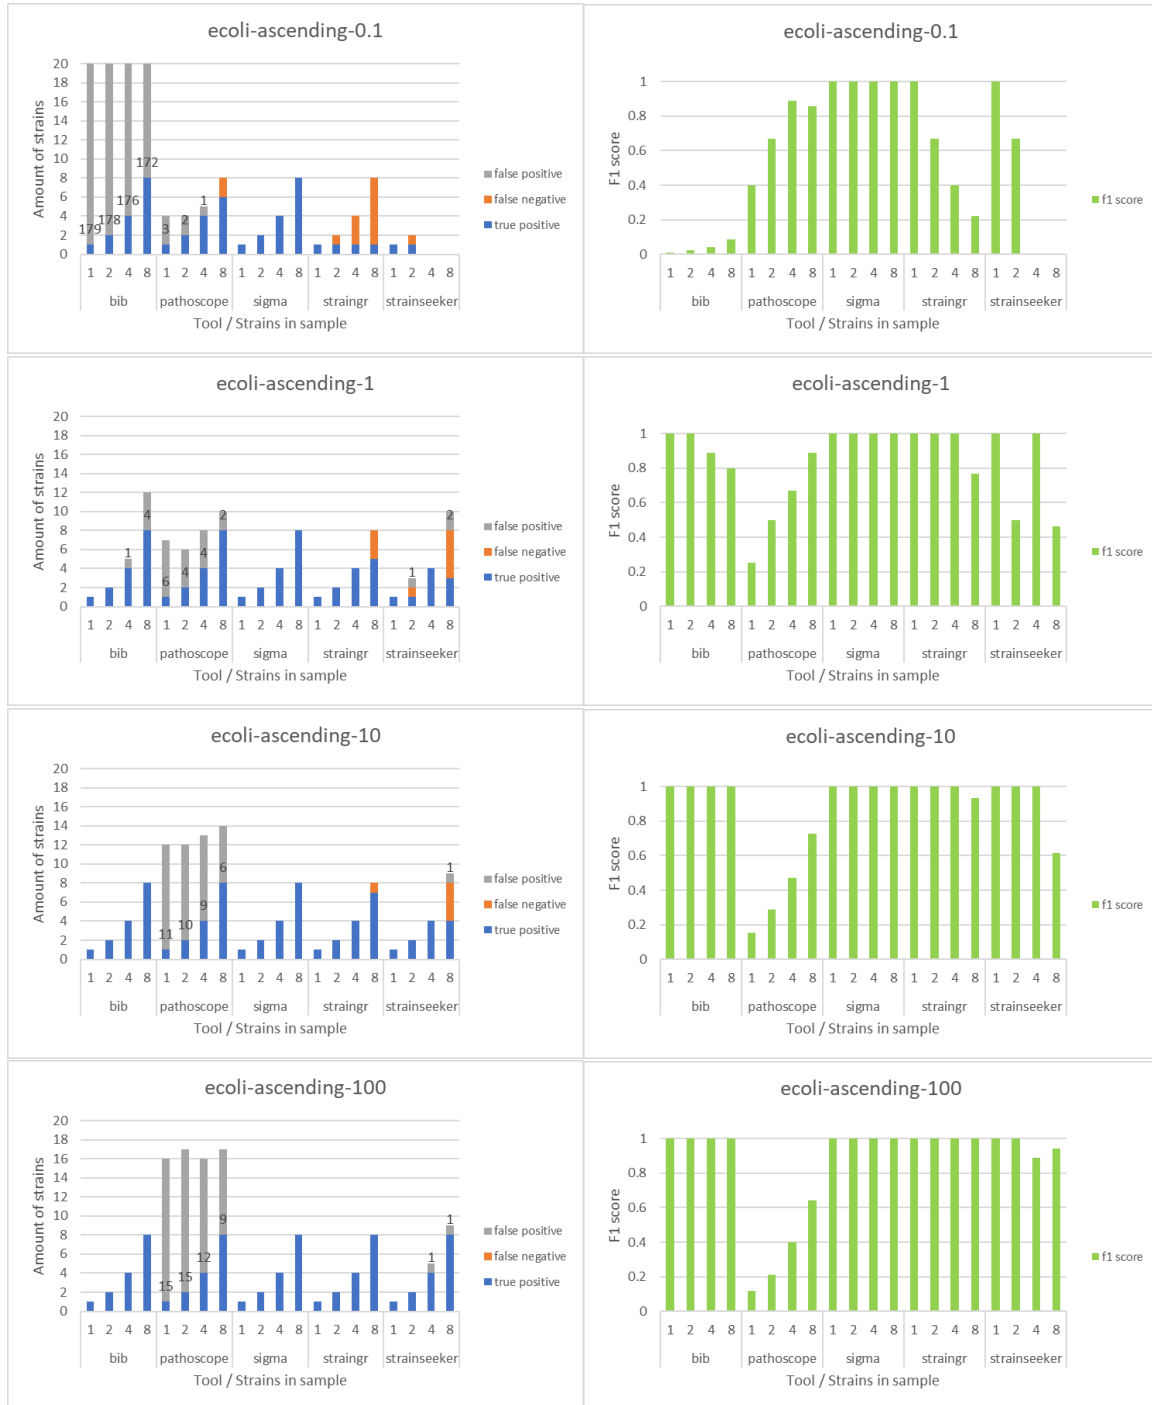 ecoli-ascending-0.1
20
18
16
14
12
10
8
6
4
2
0
Amount of strains
179
178
176
172
3
2
1
false positive
false negative
true positive
1 2 4 8 1 2 4 8 1 2 4 8 1 2 4 8 1 2 4 8
bib pathoscope sigma straingr strainseeker
Tool / Strains in sample
ecoli-ascending-0.1
1
0.8
0.6
0.4
0.2
0
F1 score
f1 score
1 2 4 8 1 2 4 8 1 2 4 8 1 2 4 8 1 2 4 8
bib pathoscope sigma straingr strainseeker
Tool / Strains in sample
ecoli-ascending-1
20
18
16
14
12
10
8
6
4
2
0
Amount of strains
1
4
6
4
4
2
1
2
false positive
false negative
true positive
1 2 4 8 1 2 4 8 1 2 4 8 1 2 4 8 1 2 4 8
bib pathoscope sigma straingr strainseeker
Tool / Strains in sample
ecoli-ascending-1
1
0.8
0.6
0.4
0.2
0
F1 score
f1 score
1 2 4 8 1 2 4 8 1 2 4 8 1 2 4 8 1 2 4 8
bib pathoscope sigma straingr strainseeker
Tool / Strains in sample
ecoli-ascending-10
20
18
16
14
12
10
8
6
4
2
0
Amount of strains
11
10
9
6
1
false positive
false negative
true positive
1 2 4 8 1 2 4 8 1 2 4 8 1 2 4 8 1 2 4 8
bib pathoscope sigma straingr strainseeker
Tool / Strains in sample
ecoli-ascending-10
1
0.8
0.6
0.4
0.2
0
F1 score
f1 score
1 2 4 8 1 2 4 8 1 2 4 8 1 2 4 8 1 2 4 8
bib pathoscope sigma straingr strainseeker
Tool / Strains in sample
ecoli-ascending-100
20
18
16
14
12
10
8
6
4
2
0
Amount of strains
15
15
12
9
1
1
false positive
false negative
true positive
1 2 4 8 1 2 4 8 1 2 4 8 1 2 4 8 1 2 4 8
bib pathoscope sigma straingr strainseeker
Tool / Strains in sample
ecoli-ascending-100
1
0.8
0.6
0.4
0.2
0
F1 score
f1 score
1 2 4 8 1 2 4 8 1 2 4 8 1 2 4 8 1 2 4 8
bib pathoscope sigma straingr strainseeker
Tool / Strains in sample